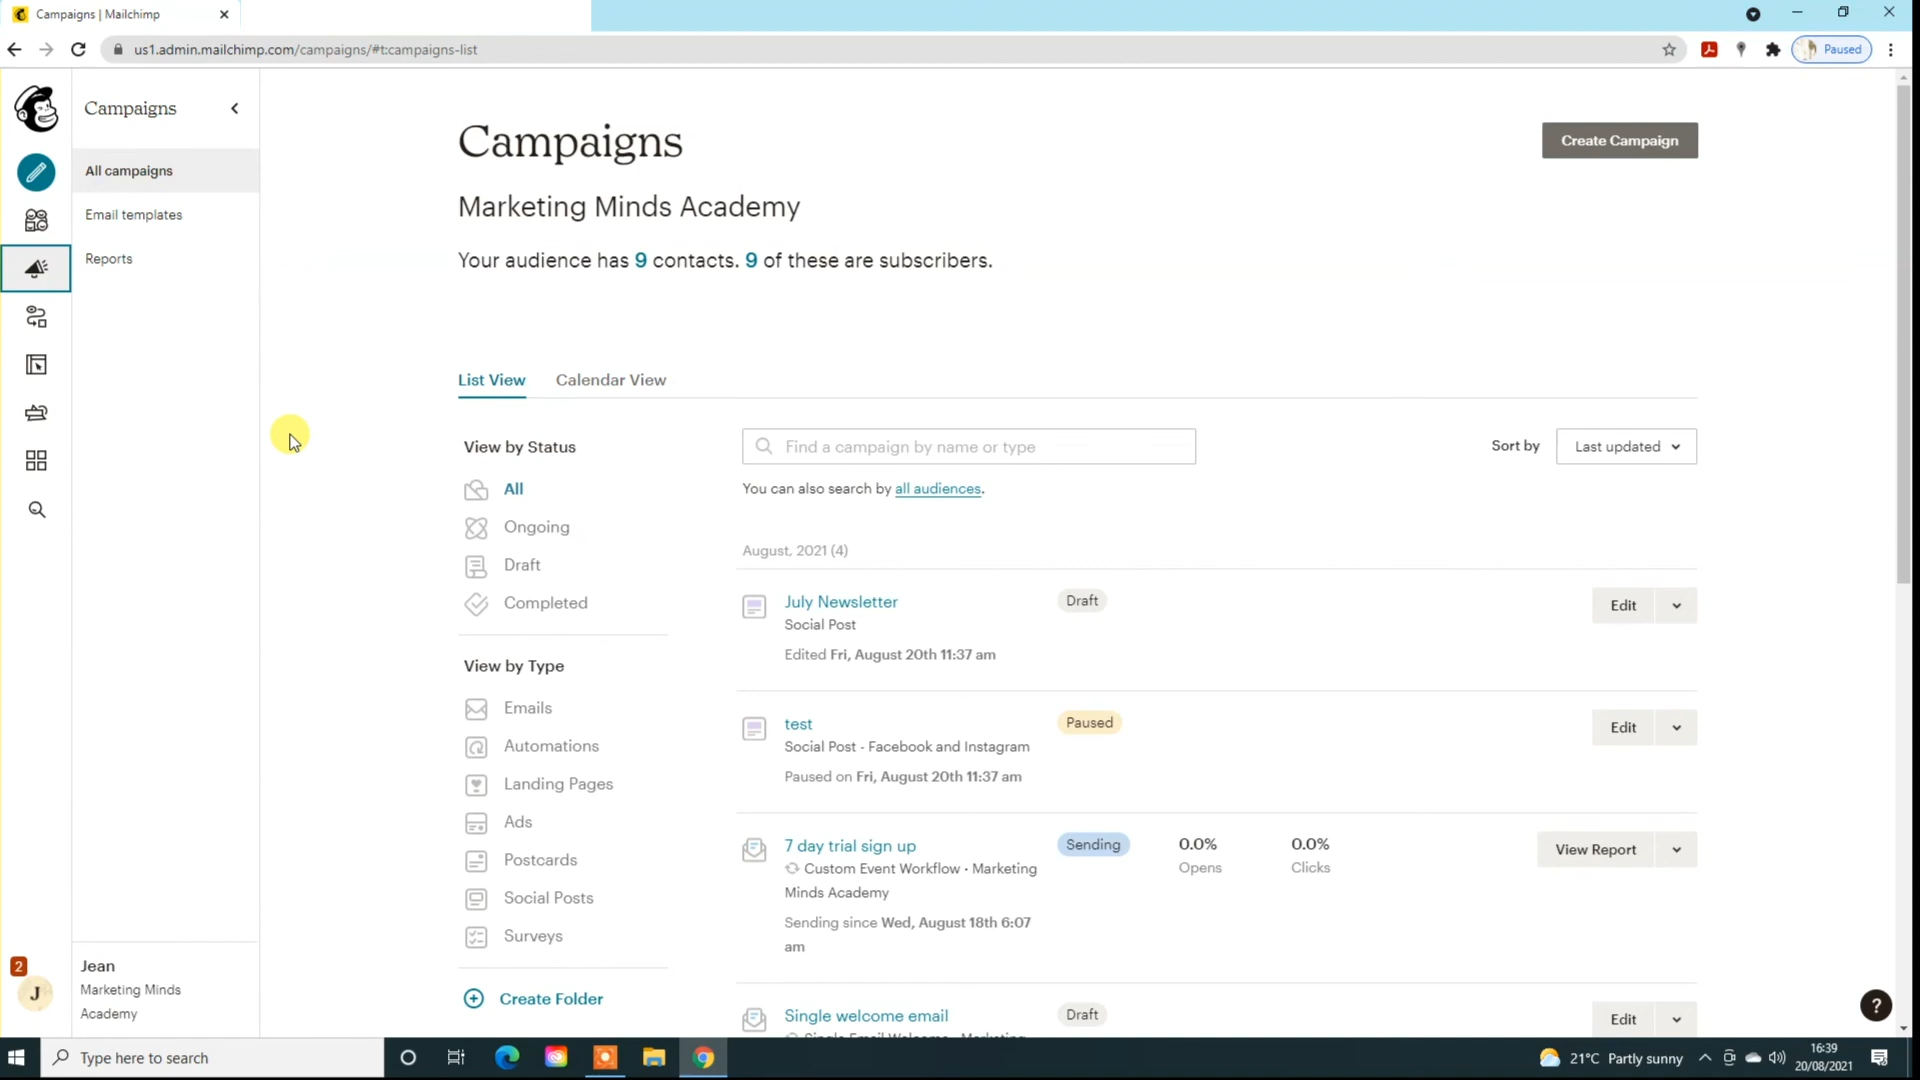 Campaigns | Mailchimp
us1.admin.mailchimp.com/campaigns/#t:campaigns-list
Paused
Campaigns
All campaigns
Email templates
Reports
Campaigns
Create Campaign
Marketing Minds Academy
Your audience has 9 contacts. 9 of these are subscribers.
List View
Calendar View
View by Status
All
Ongoing
Draft
Completed
View by Type
Emails
Automations
Landing Pages
Ads
Postcards
Social Posts
Surveys
Create Folder
Find a campaign by name or type
Sort by
Last updated
You can also search by all audiences.
August, 2021 (4)
July Newsletter
Draft
Edit
Social Post
Edited Fri, August 20th 11:37 am
test
Paused
Edit
Social Post - Facebook and Instagram
Paused on Fri, August 20th 11:37 am
7 day trial sign up
Sending
0.0%
0.0%
View Report
Opens
Clicks
Custom Event Workflow • Marketing
Minds Academy
Sending since Wed, August 18th 6:07
am
Single welcome email
Draft
Edit
Single Email Welcome • Marketing
2
J
Jean
Marketing Minds
Academy
?
Type here to search
21°C Partly sunny
16:39
20/08/2021